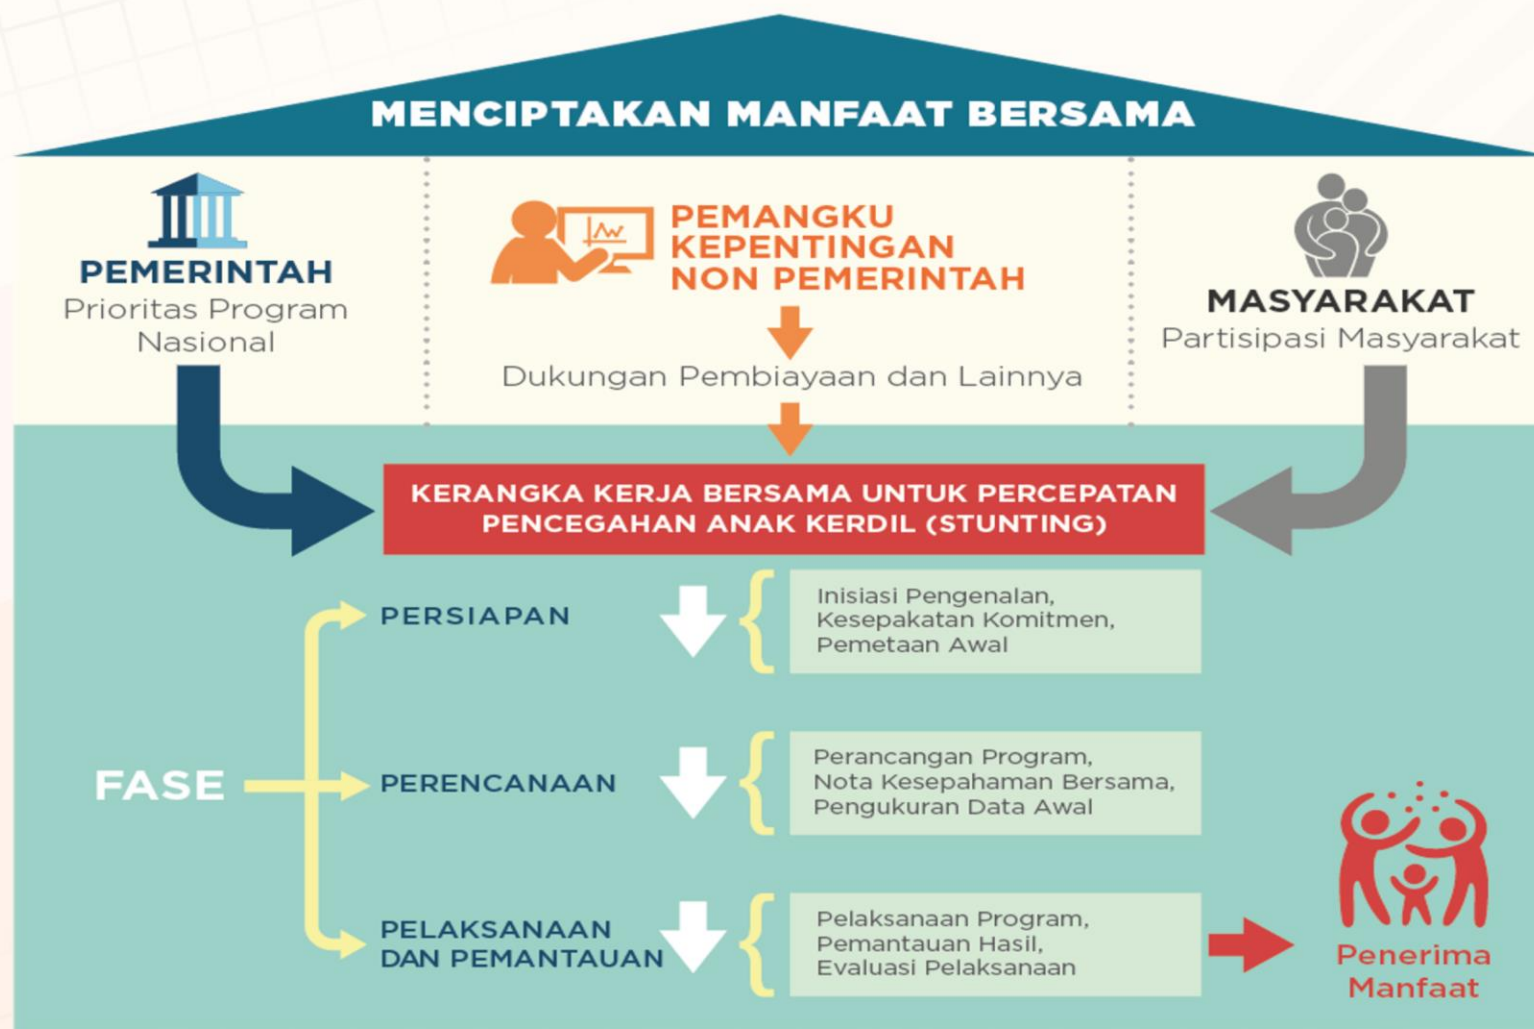 MENCIPTAKAN MANFAAT BERSAMA
PEMERINTAH
Prioritas Program
Nasional
PEMANGKU
KEPENTINGAN
NON PEMERINTAH
Dukungan Pembiayaan dan Lainnya
MASYARAKAT
Partisipasi Masyarakat
KERANGKA KERJA BERSAMA UNTUK PERCEPATAN
PENCEGAHAN ANAK KERDIL (STUNTING)
FASE
PERSIAPAN
Inisiasi Pengenalan,
Kesepakatan Komitmen,
Pemetaan Awal
PERENCANAAN
Perancangan Program,
Nota Kesepahaman Bersama,
Pengukuran Data Awal
PELAKSANAAN
DAN PEMANTAUAN
Pelaksanaan Program,
Pemantauan Hasil,
Evaluasi Pelaksanaan
Penerima
Manfaat